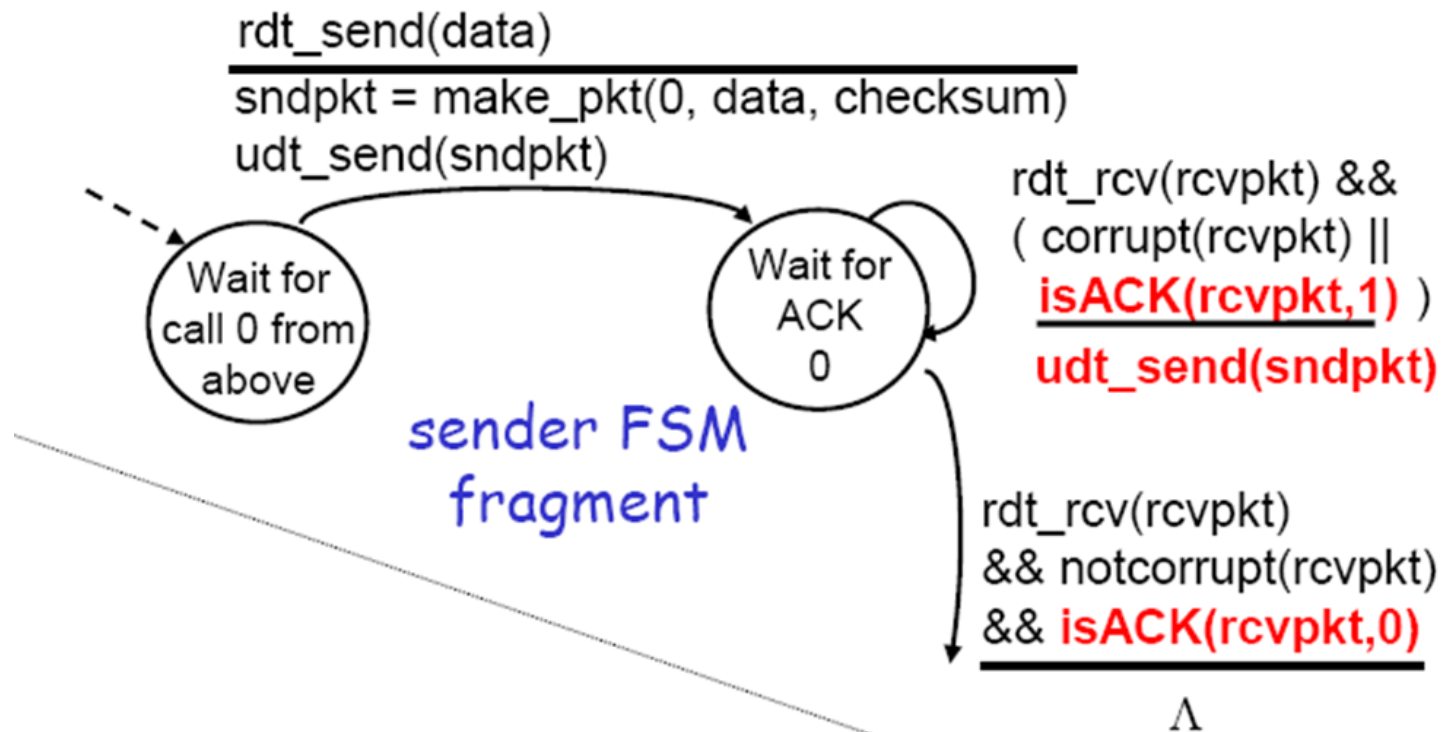 rdt_send(data)
sndpkt = make_pkt(0, data, checksum)
udt_send(sndpkt)
Wait for
call 0 from
above
Wait for
ACK
0
rdt_rcv(rcvpkt) &&
( corrupt(rcvpkt) ||
isACK(rcvpkt,1) )
udt_send(sndpkt)
sender FSM
fragment
rdt_rcv(rcvpkt)
&& notcorrupt(rcvpkt)
&& isACK(rcvpkt,0)
Λ